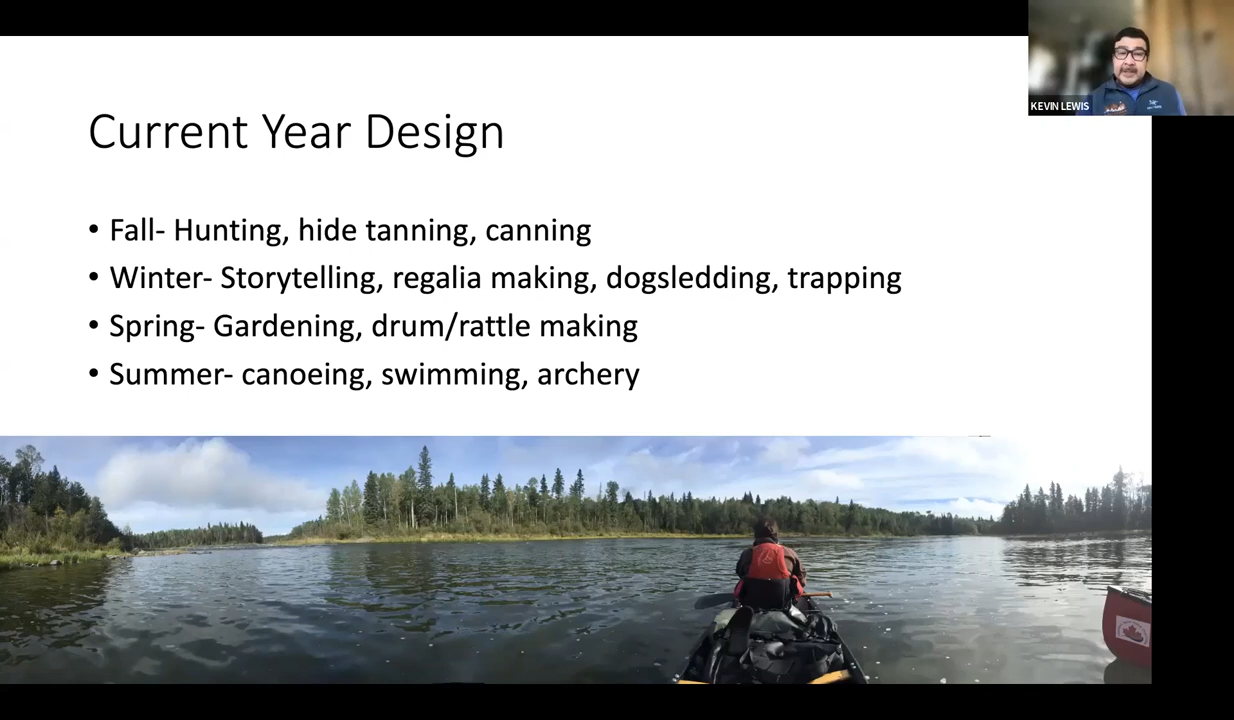 Current Year Design
• Fall- Hunting, hide tanning, canning
• Winter- Storytelling, regalia making, dogsledding, trapping
• Spring- Gardening, drum/rattle making
• Summer- canoeing, swimming, archery
KEVIN LEWIS